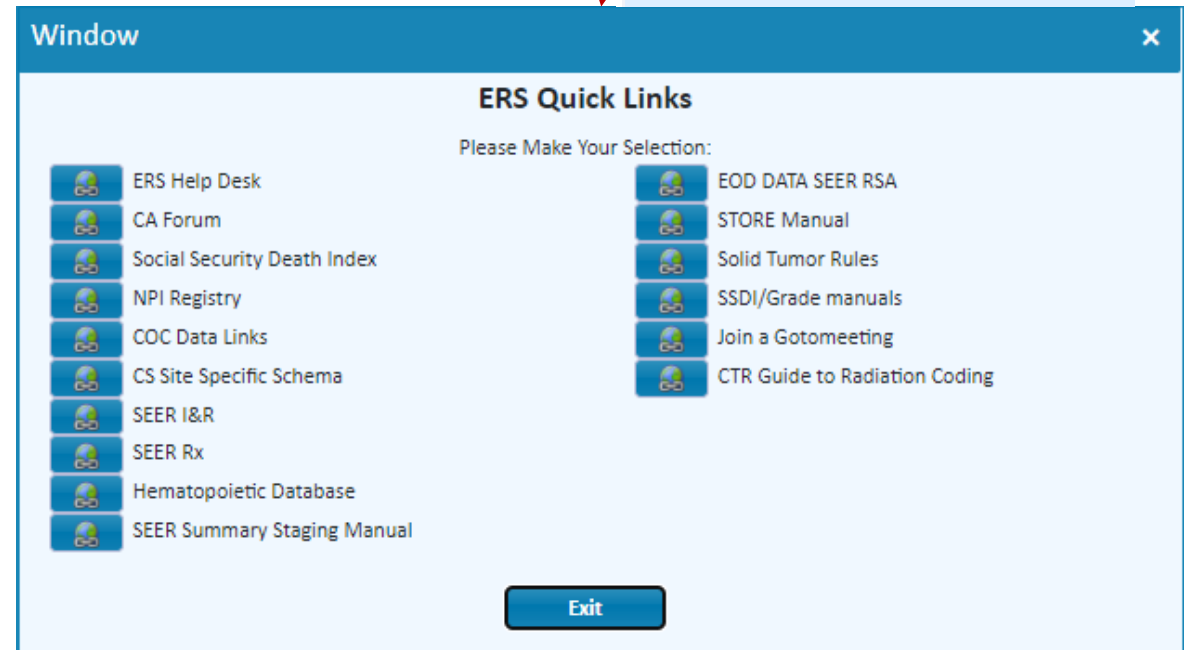 Window
×
ERS Quick Links
Please Make Your Selection:
ERS Help Desk
CA Forum
Social Security Death Index
NPI Registry
COC Data Links
CS Site Specific Schema
SEER I&R
SEER Rx
Hematopoietic Database
SEER Summary Staging Manual
EOD DATA SEER RSA
STORE Manual
Solid Tumor Rules
SSDI/Grade manuals
Join a Gotomeeting
CTR Guide to Radiation Coding
Exit